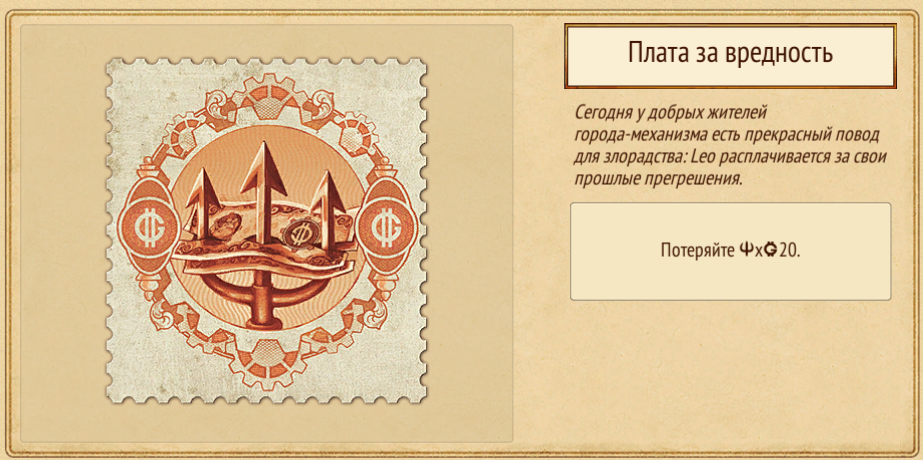 Плата за вредность
Сегодня у добрых жителей
города-механизма есть прекрасный повод
для злорадства: Leo расплачивается за свои
прошлые прегрешения.
Потеряйте x 20.